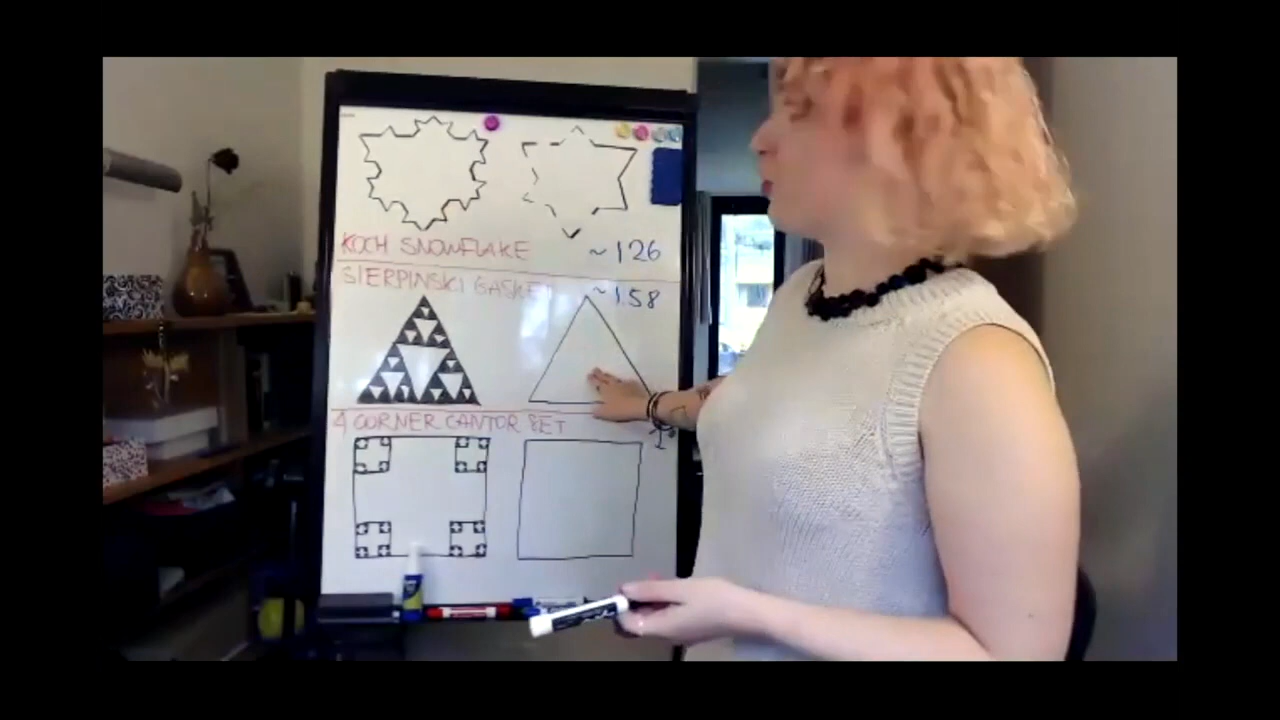 KOCH SNOWFLAKE ~1.26
SIERPINSKI GASKET ~1.58
4 CORNER CANTOR SET